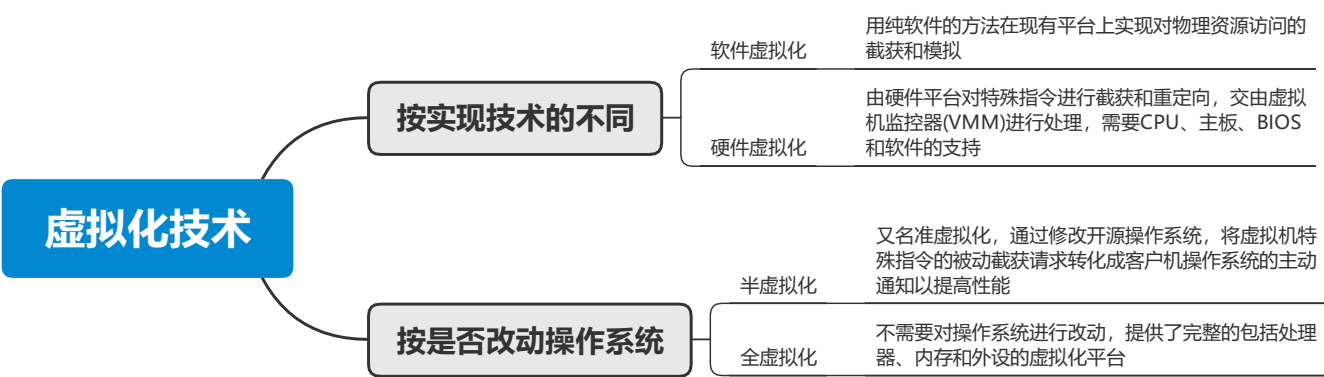 虚拟化技术
按实现技术的不同
软件虚拟化
用纯软件的方法在现有平台上实现对物理资源访问的
截获和模拟
硬件虚拟化
由硬件平台对特殊指令进行截获和重定向，交由虚拟
机监控器(VMM)进行处理，需要CPU、主板、BIOS
和软件的支持
按是否改动操作系统
半虚拟化
又名准虚拟化，通过修改开源操作系统，将虚拟机特
殊指令的被动截获请求转化成客户机操作系统的主动
通知以提高性能
全虚拟化
不需要对操作系统进行改动，提供了完整的包括处理
器、内存和外设的虚拟化平台